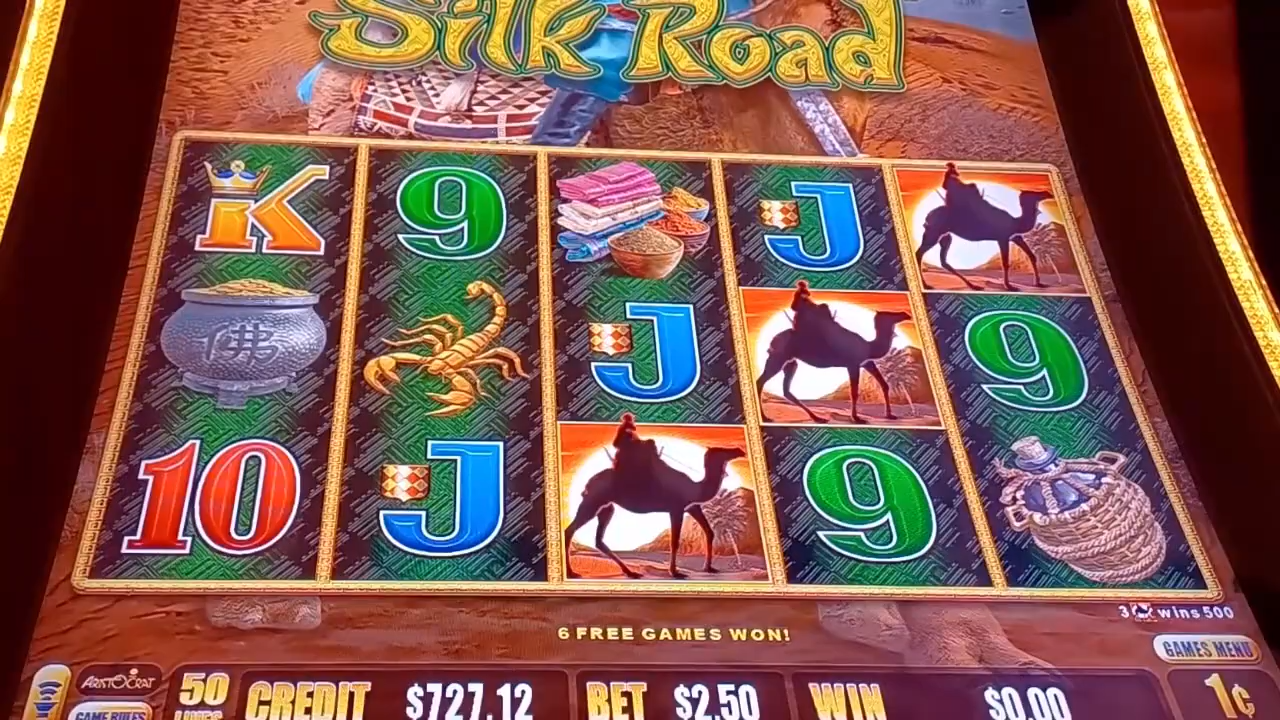 Silk Road
K 9 J
佛 J 9
10 J 9
3 wins 500
6 FREE GAMES WON!
GAMES MENU
ARISTOCRAT
50 LINES CREDIT $727.12 BET $2.50 WIN $0.00 1¢
GAME RULES